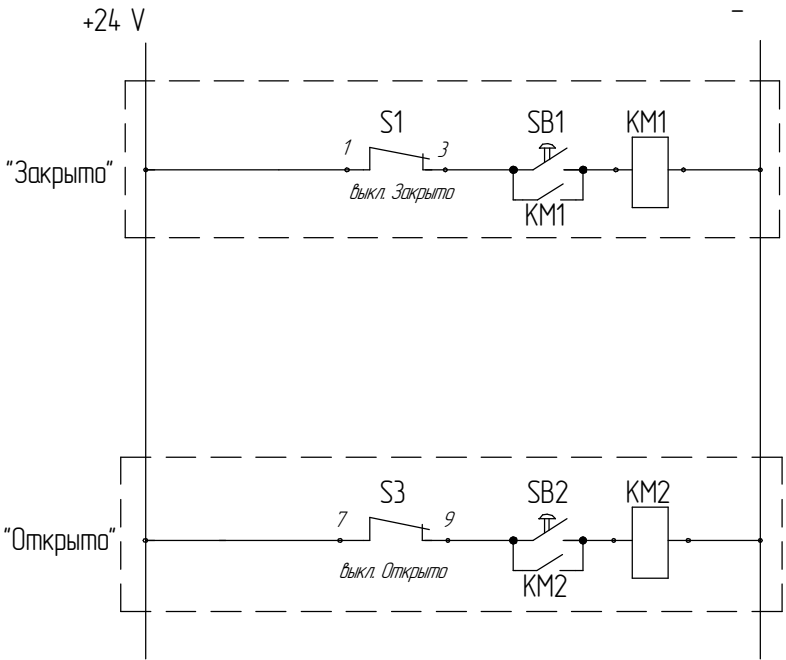 +24 V –
S1 SB1 KM1
1 3
"Закрыто"
выкл. Закрыто
KM1
S3 SB2 KM2
7 9
"Открыто"
выкл. Открыто
KM2